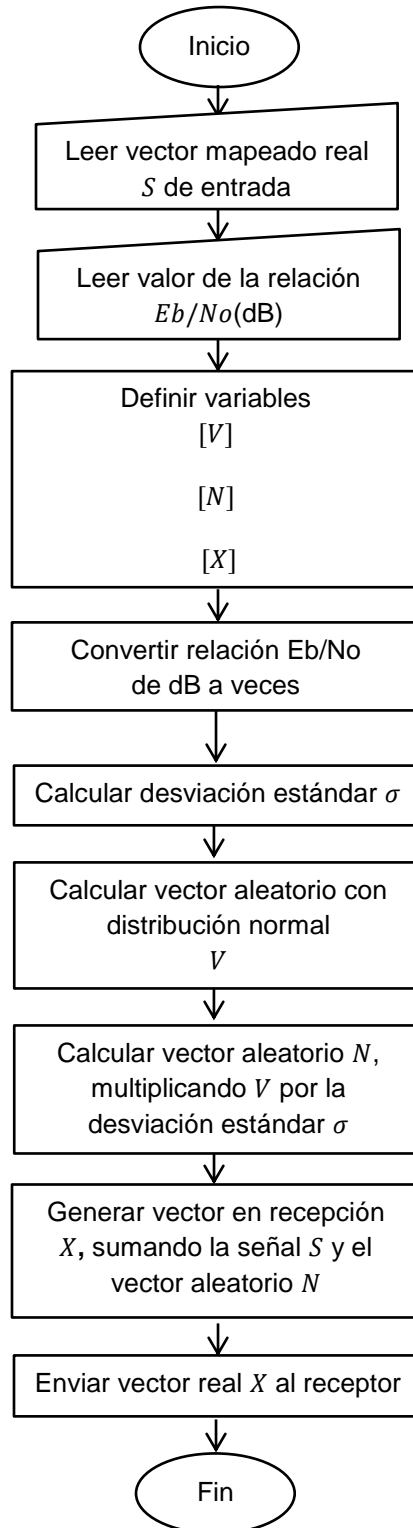 Inicio
Leer vector mapeado real
𝑆 de entrada
Leer valor de la relación
𝐸𝑏/𝑁𝑜(dB)
Definir variables
[𝑉]
[𝑁]
[𝑋]
Convertir relación Eb/No
de dB a veces
Calcular desviación estándar 𝜎
Calcular vector aleatorio con
distribución normal
𝑉
Calcular vector aleatorio 𝑁,
multiplicando 𝑉 por la
desviación estándar 𝜎
Generar vector en recepción
𝑋, sumando la señal 𝑆 y el
vector aleatorio 𝑁
Enviar vector real 𝑋 al receptor
Fin